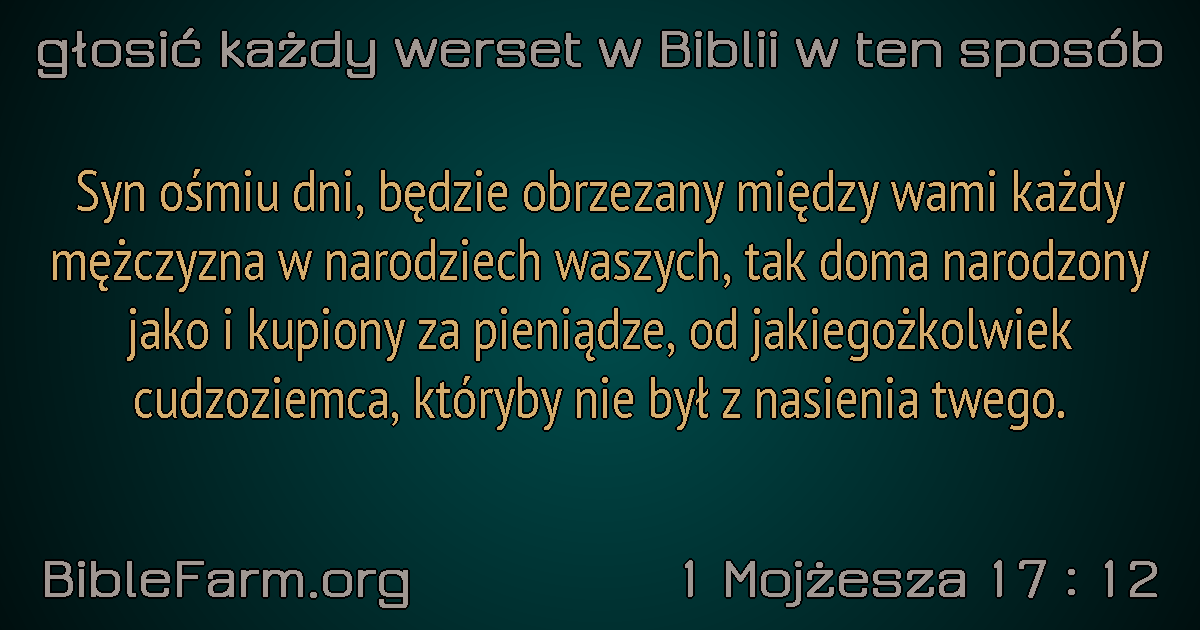 głosić każdy werset w Biblii w ten sposób
Syn ośmiu dni, będzie obrzezany między wami każdy
mężczyzna w narodziech waszych, tak doma narodzony
jako i kupiony za pieniądze, od jakiegożkolwiek
cudzoziemca, któryby nie był z nasienia twego.
BibleFarm.org
1 Mojżesza 17 : 12